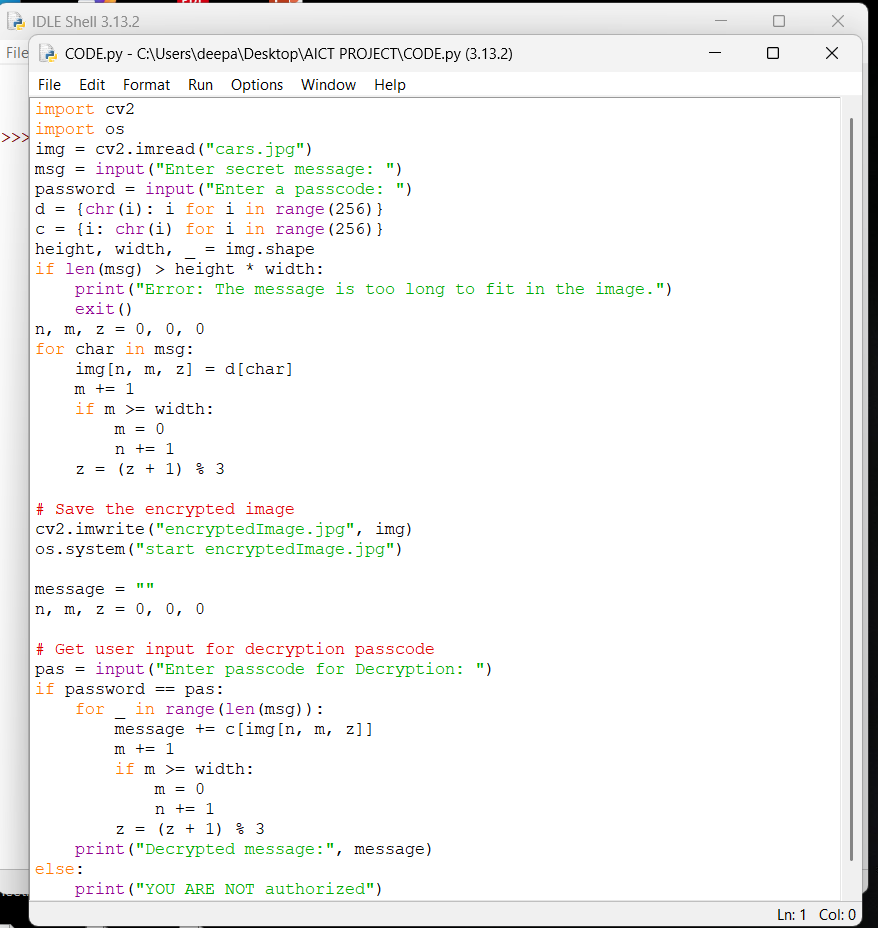 IDLE Shell 3.13.2
File
CODE.py - C:\Users\deepa\Desktop\AICT PROJECT\CODE.py (3.13.2)
File Edit Format Run Options Window Help
>>>
import cv2
import os
img = cv2.imread("cars.jpg")
msg = input("Enter secret message: ")
password = input("Enter a passcode: ")
d = {chr(i): i for i in range(256)}
c = {i: chr(i) for i in range(256)}
height, width, _ = img.shape
if len(msg) > height * width:
    print("Error: The message is too long to fit in the image.")
    exit()
n, m, z = 0, 0, 0
for char in msg:
    img[n, m, z] = d[char]
    m += 1
    if m >= width:
        m = 0
        n += 1
    z = (z + 1) % 3

# Save the encrypted image
cv2.imwrite("encryptedImage.jpg", img)
os.system("start encryptedImage.jpg")

message = ""
n, m, z = 0, 0, 0

# Get user input for decryption passcode
pas = input("Enter passcode for Decryption: ")
if password == pas:
    for _ in range(len(msg)):
        message += c[img[n, m, z]]
        m += 1
        if m >= width:
            m = 0
            n += 1
        z = (z + 1) % 3
    print("Decrypted message:", message)
else:
    print("YOU ARE NOT authorized")
Ln: 1 Col: 0